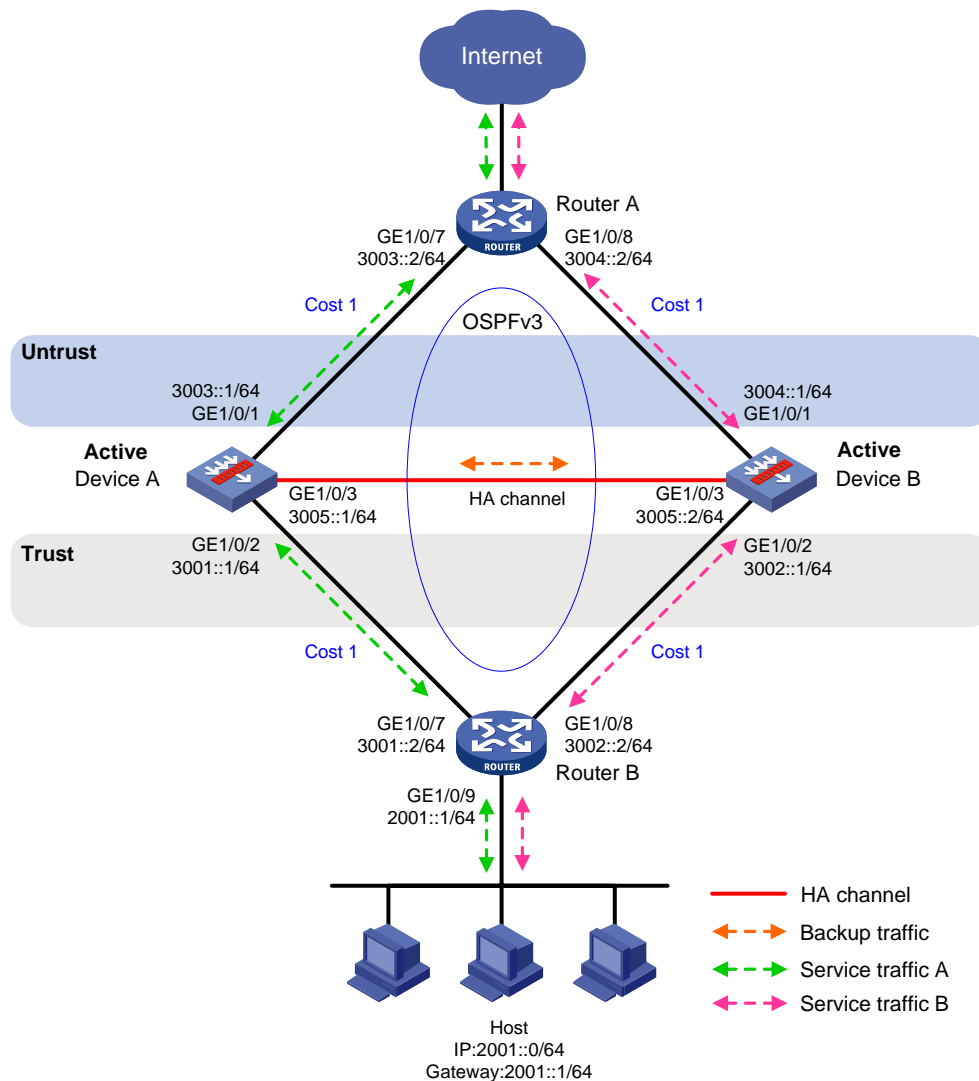 Internet
Router A
GE1/0/7
3003::2/64
GE1/0/8
3004::2/64
ROUTER
Cost 1
Cost 1
OSPFv3
Untrust
3003::1/64
GE1/0/1
3004::1/64
GE1/0/1
Active
Device A
Active
Device B
GE1/0/3
3005::1/64
HA channel
GE1/0/3
3005::2/64
Trust
GE1/0/2
3001::1/64
GE1/0/2
3002::1/64
Cost 1
Cost 1
GE1/0/7
3001::2/64
GE1/0/8
3002::2/64
ROUTER
Router B
GE1/0/9
2001::1/64
HA channel
Backup traffic
Service traffic A
Service traffic B
Host
IP:2001::0/64
Gateway:2001::1/64